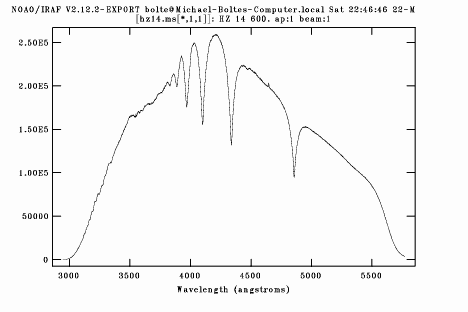 NOAO/IRAF V2.12.2-EXPORT bolte@Michael-Boltes-Computer.local Sat 22:46:46 22-M
[hz14.ms[*,1,1]]: HZ 14 600. ap:1 beam:1
2.50E5
2.00E5
1.50E5
1.00E5
50000
0
3000 3500 4000 4500 5000 5500
Wavelength (angstroms)